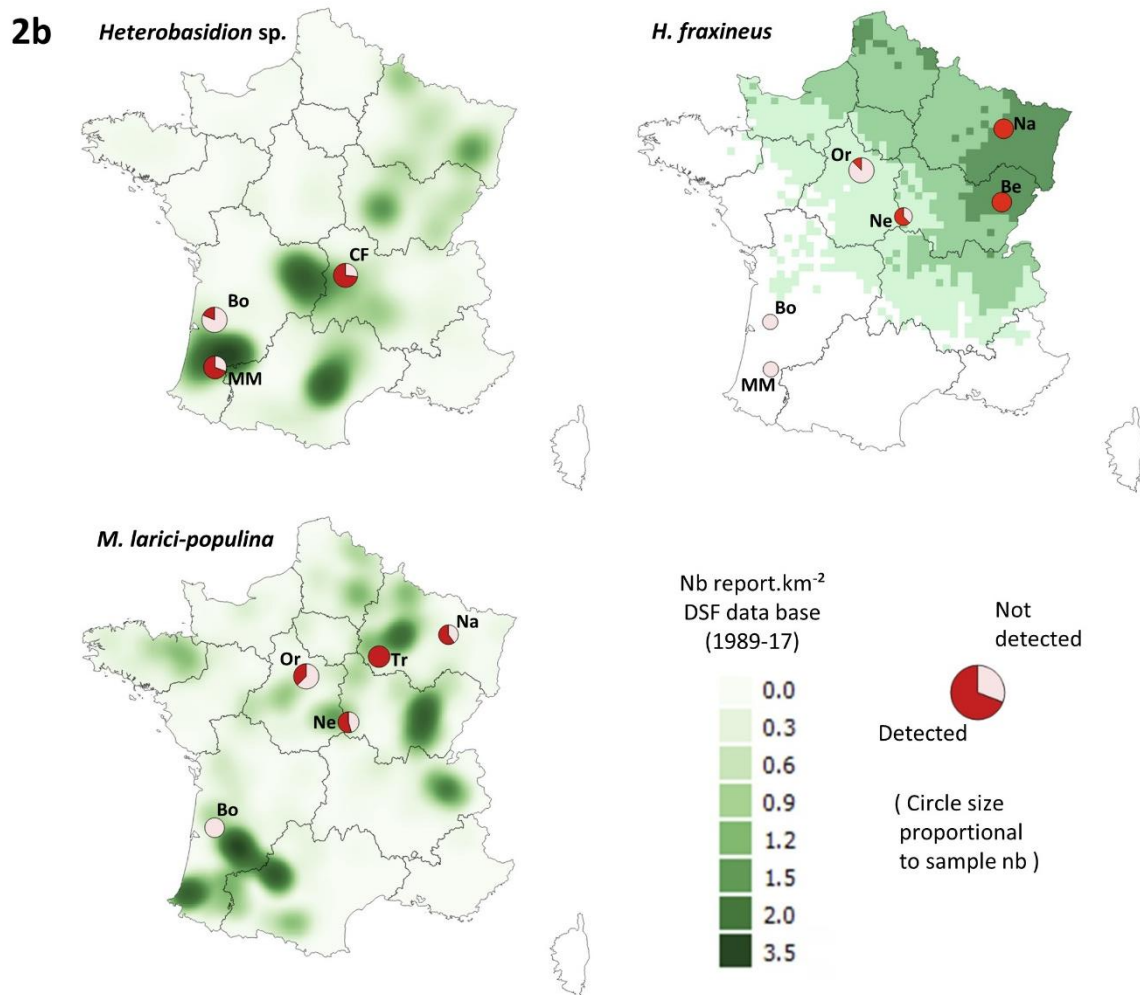 2b
Heterobasidion sp.
CF
Bo
MM
H. fraxineus
Na
Or
Be
Ne
Bo
MM
M. larici-populina
Na
Or
Tr
Ne
Bo
Nb report.km⁻²
DSF data base
(1989-17)
0.0
0.3
0.6
0.9
1.2
1.5
2.0
3.5
Not
detected
Detected
( Circle size
proportional
to sample nb )